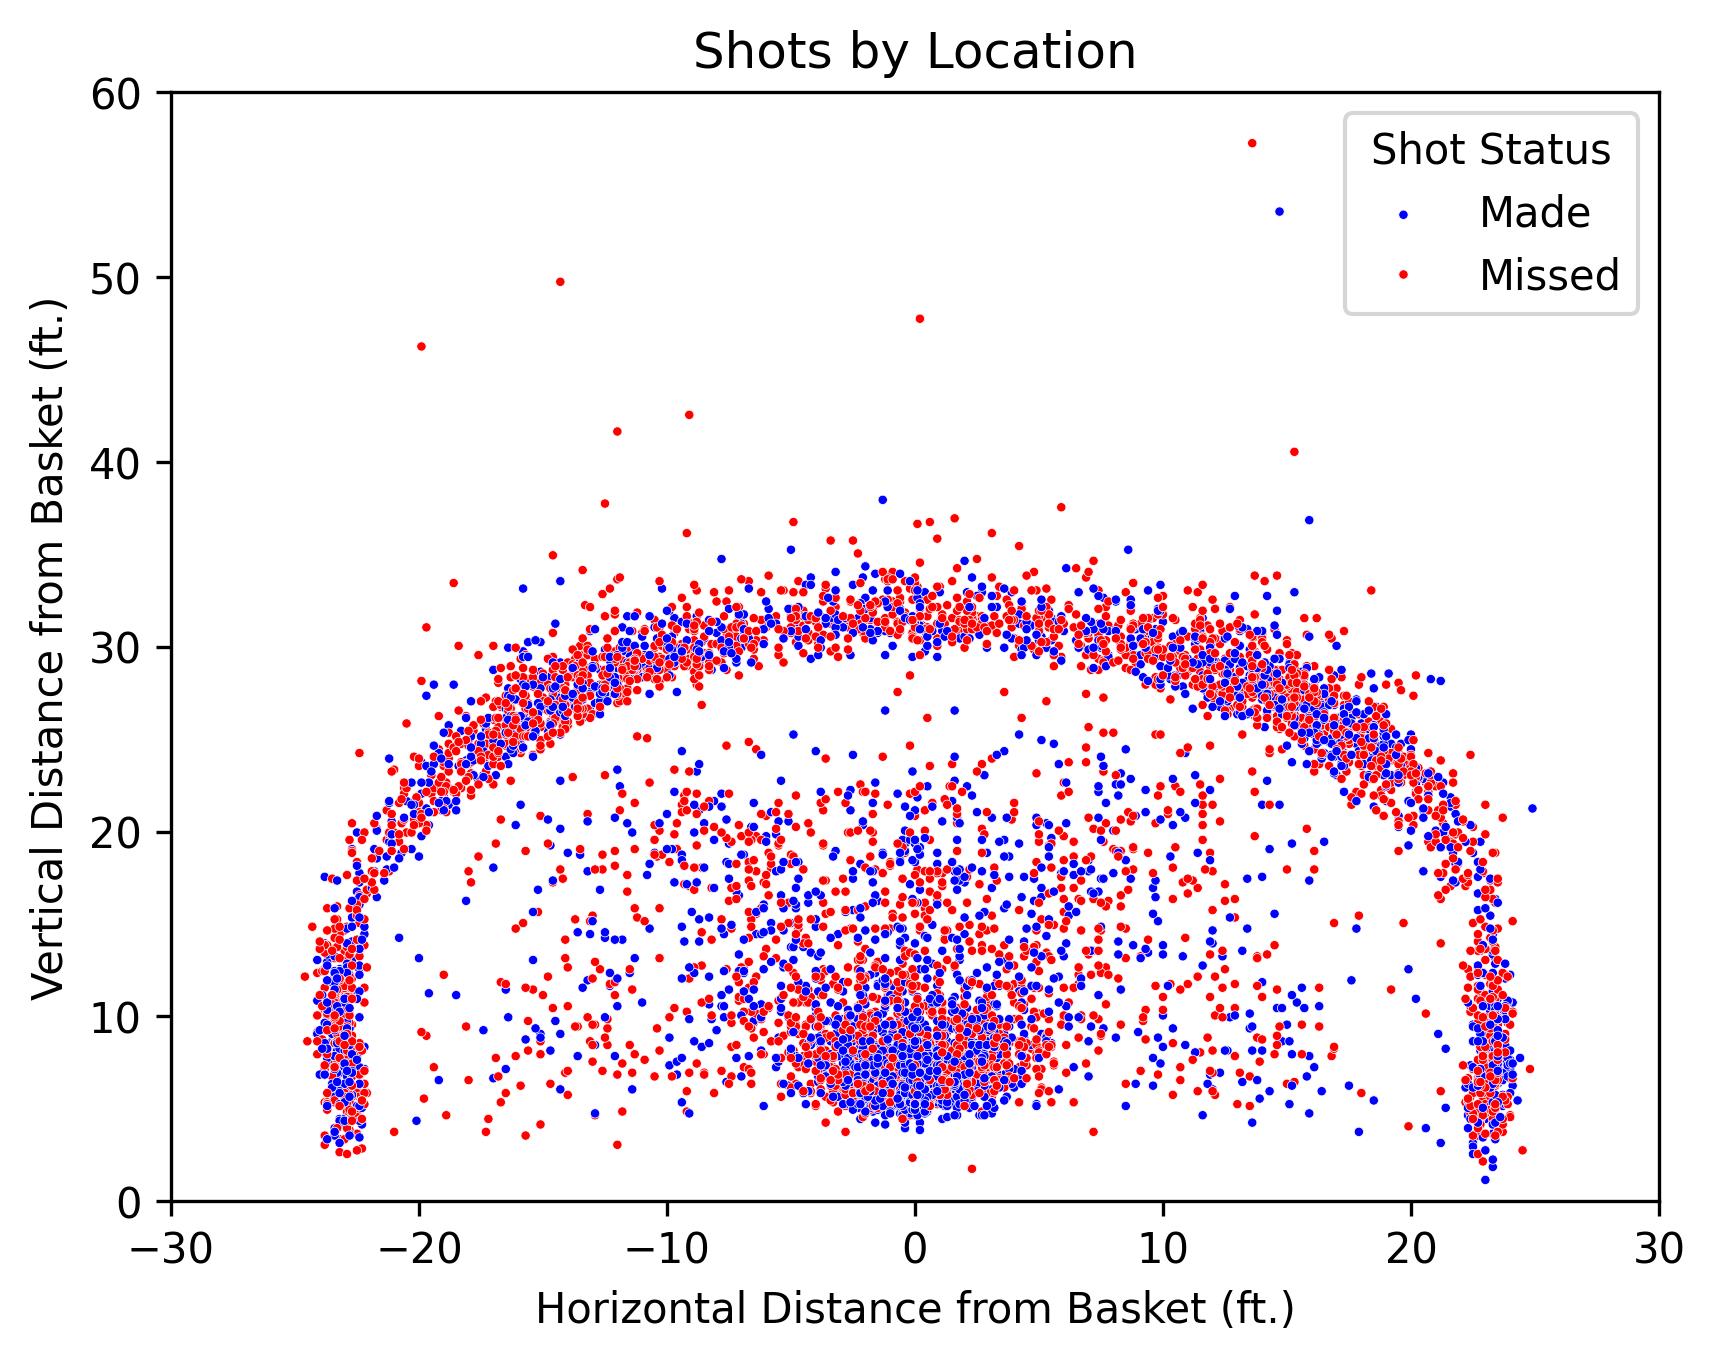 Shots by Location
60
50
40
30
20
10
0
Vertical Distance from Basket (ft.)
Shot Status
Made
Missed
−30 −20 −10 0 10 20 30
Horizontal Distance from Basket (ft.)